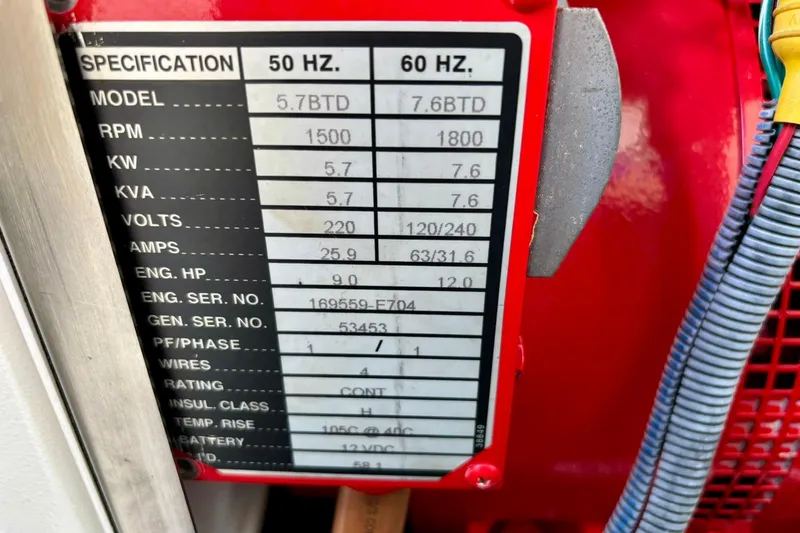 SPECIFICATION 50 HZ. 60 HZ.
MODEL 5.7BTD 7.6BTD
RPM 1500 1800
KW 5.7 7.6
KVA 5.7 7.6
VOLTS 220 120/240
AMPS 25.9 63/31.6
ENG. HP 9.0 12.0
ENG. SER. NO. 169559-F704
GEN. SER. NO. 53453
PF/PHASE 1 / 1
WIRES 4
RATING CONT
INSUL. CLASS H
TEMP. RISE 105C @ 40C
BATTERY 12 VDC
I.D. 58.1
38849